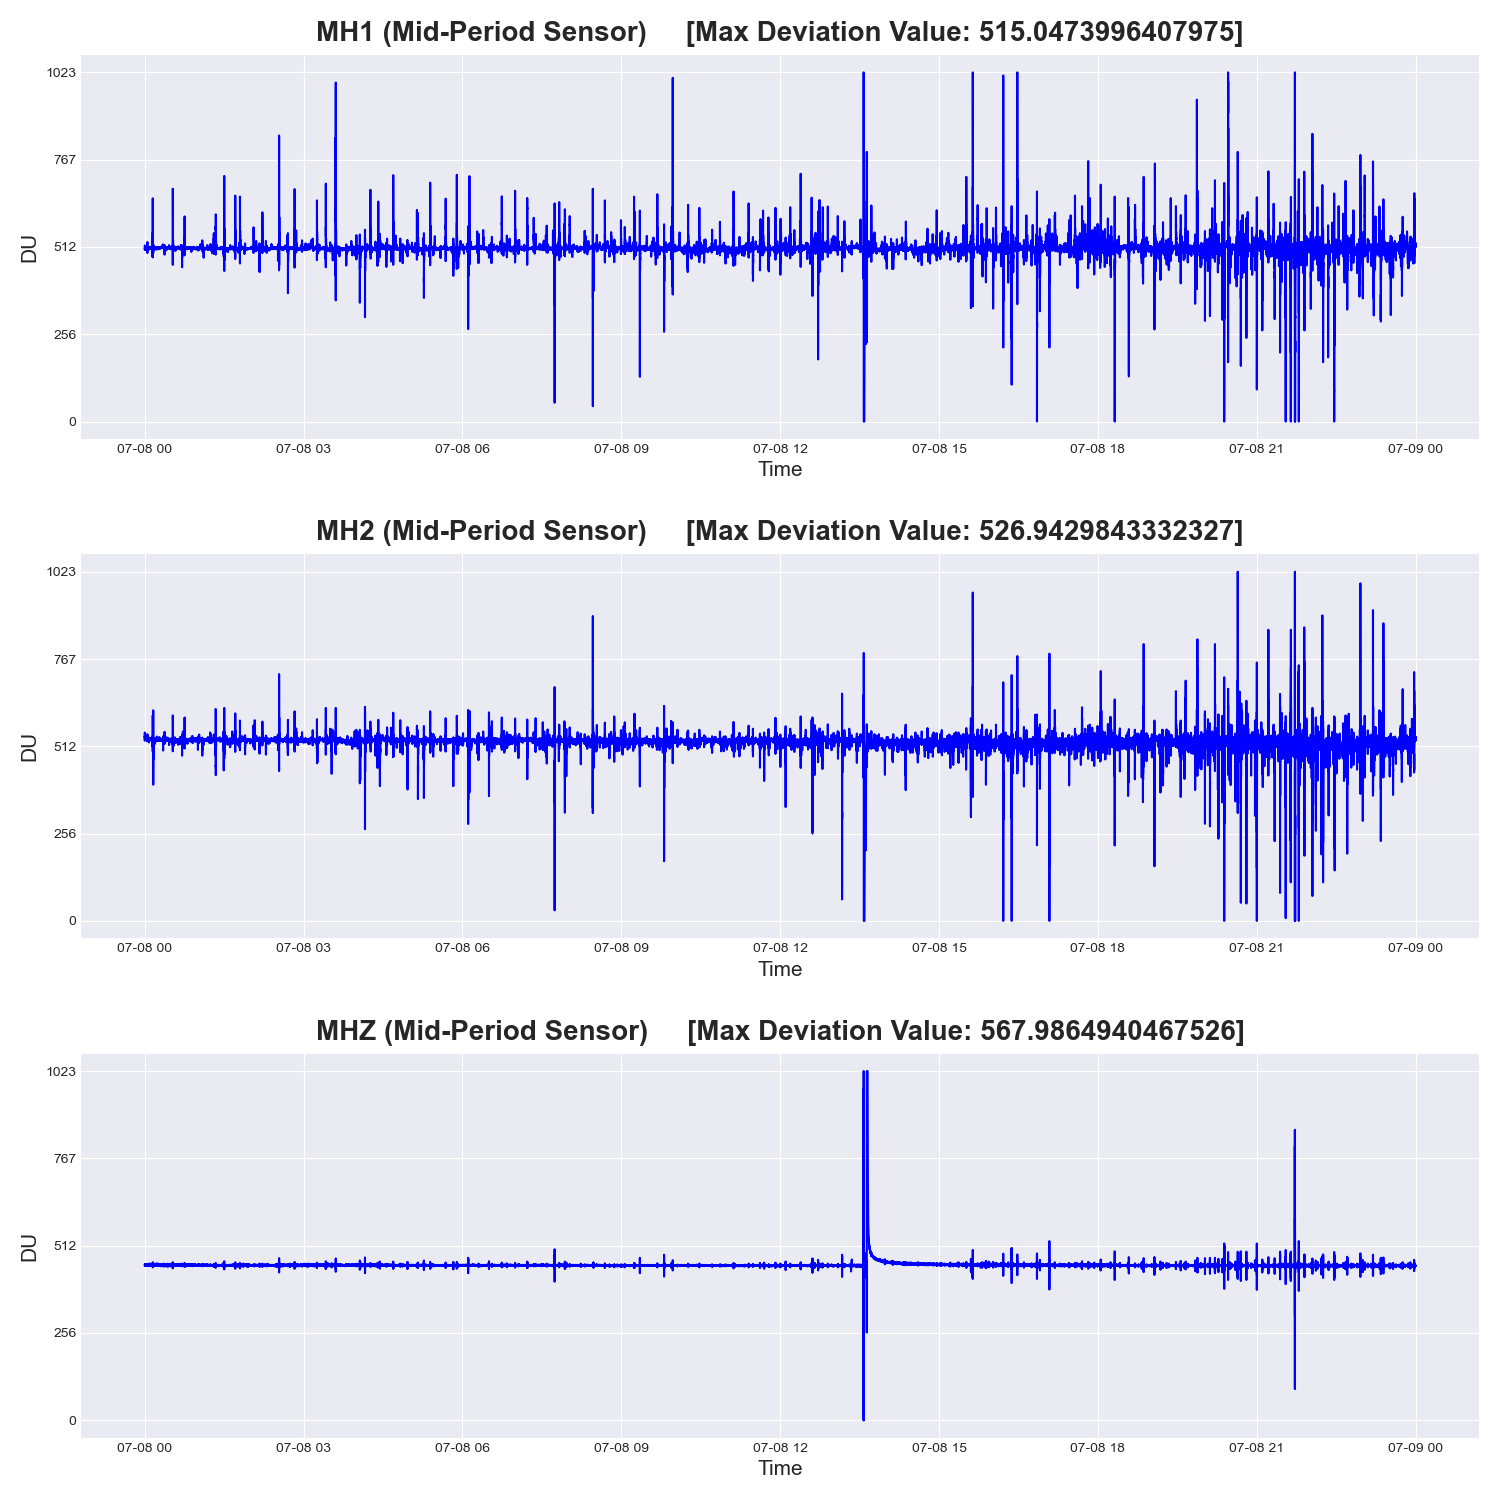 MH1 (Mid-Period Sensor) [Max Deviation Value: 515.0473996407975]
1023
767
512
256
0
DU
07-08 00 07-08 03 07-08 06 07-08 09 07-08 12 07-08 15 07-08 18 07-08 21 07-09 00
Time
MH2 (Mid-Period Sensor) [Max Deviation Value: 526.9429843332327]
1023
767
512
256
0
DU
07-08 00 07-08 03 07-08 06 07-08 09 07-08 12 07-08 15 07-08 18 07-08 21 07-09 00
Time
MHZ (Mid-Period Sensor) [Max Deviation Value: 567.9864940467526]
1023
767
512
256
0
DU
07-08 00 07-08 03 07-08 06 07-08 09 07-08 12 07-08 15 07-08 18 07-08 21 07-09 00
Time